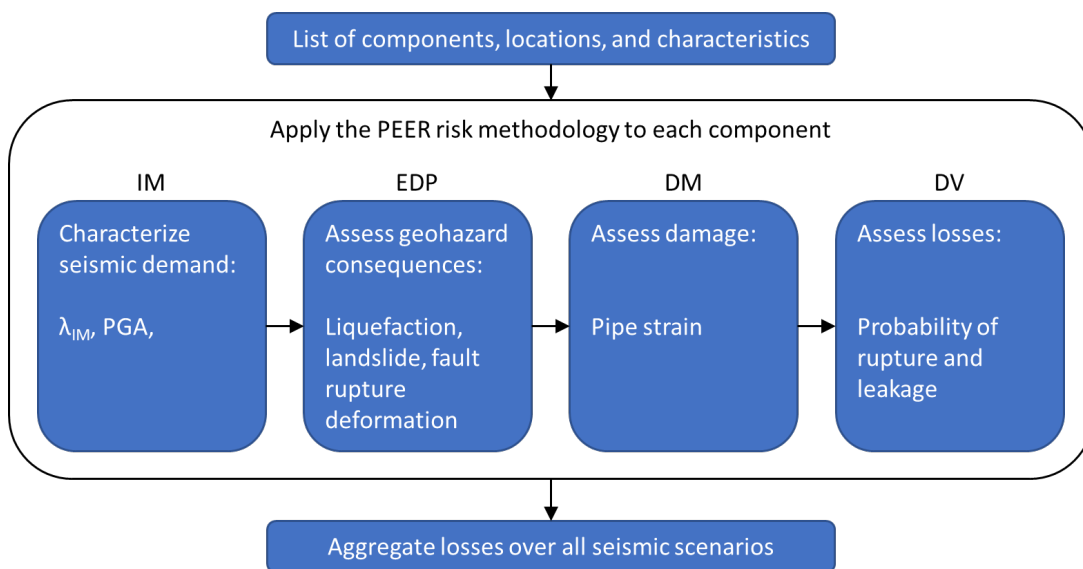 List of components, locations, and characteristics
Apply the PEER risk methodology to each component
IM
EDP
DM
DV
Characterize
seismic demand:
λIM, PGA,
Assess geohazard
consequences:
Liquefaction,
landslide, fault
rupture
deformation
Assess damage:
Pipe strain
Assess losses:
Probability of
rupture and
leakage
Aggregate losses over all seismic scenarios